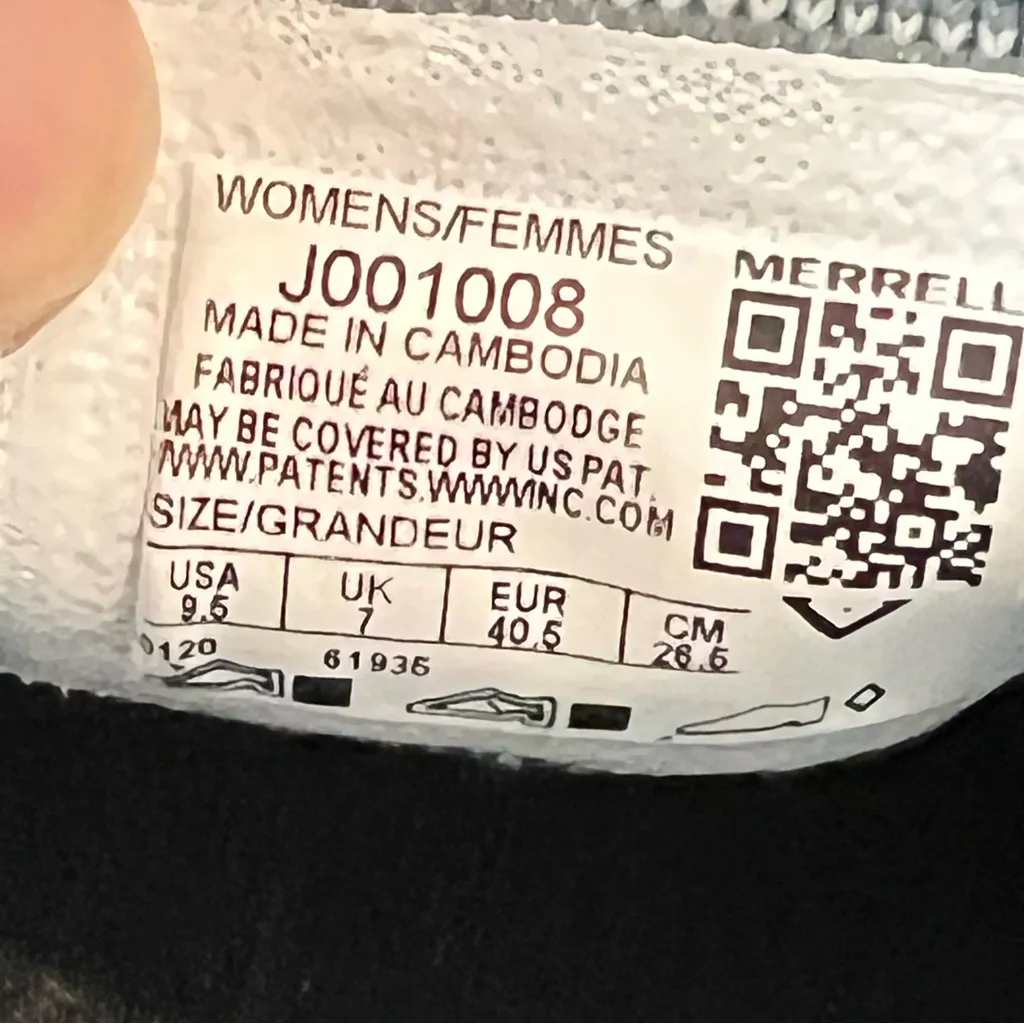 WOMENS/FEMMES
J001008
MADE IN CAMBODIA
FABRIQUÉ AU CAMBODGE
MAY BE COVERED BY US PAT.
WWW.PATENTS.WWWINC.COM
SIZE/GRANDEUR
USA UK EUR CM
9.5 7 40.5 26.5
0120 61935
MERRELL